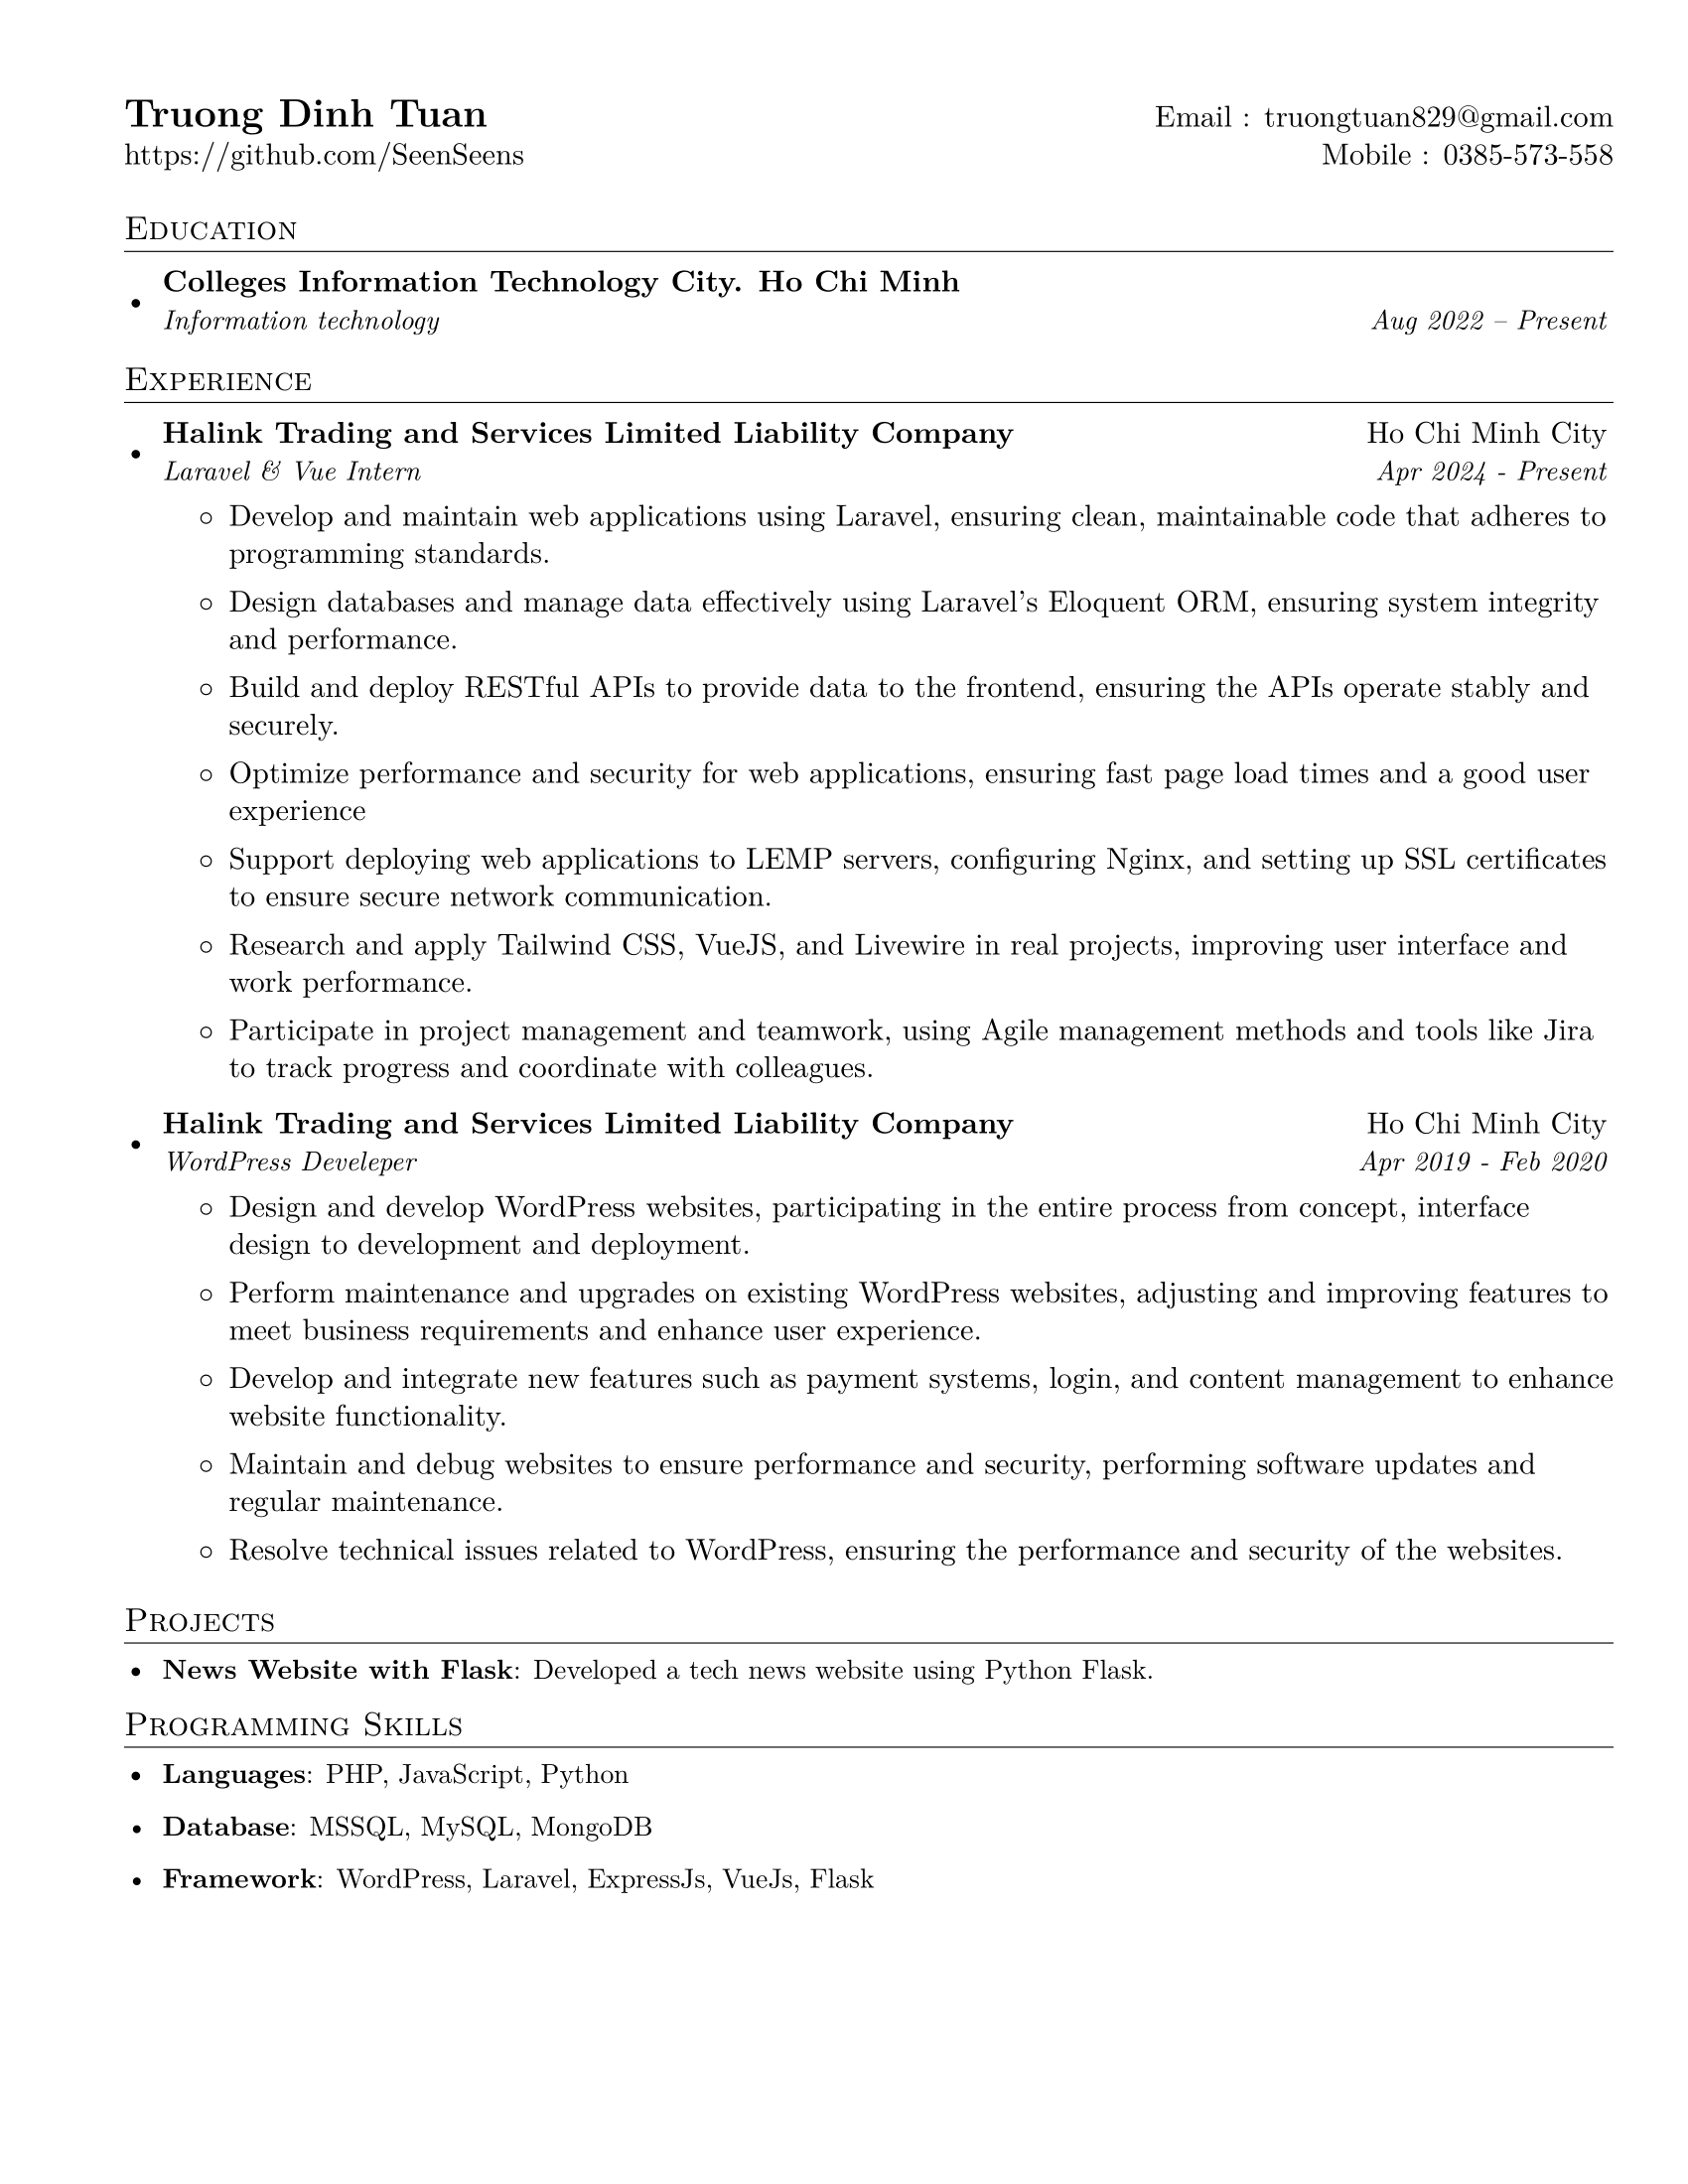 Truong Dinh Tuan Email : truongtuan829@gmail.com
https://github.com/SeenSeens Mobile : 0385-573-558
Education
• Colleges Information Technology City. Ho Chi Minh
Information technology Aug 2022 – Present
Experience
• Halink Trading and Services Limited Liability Company Ho Chi Minh City
Laravel & Vue Intern Apr 2024 - Present
○ Develop and maintain web applications using Laravel, ensuring clean, maintainable code that adheres to
programming standards.
○ Design databases and manage data effectively using Laravel’s Eloquent ORM, ensuring system integrity
and performance.
○ Build and deploy RESTful APIs to provide data to the frontend, ensuring the APIs operate stably and
securely.
○ Optimize performance and security for web applications, ensuring fast page load times and a good user
experience
○ Support deploying web applications to LEMP servers, configuring Nginx, and setting up SSL certificates
to ensure secure network communication.
○ Research and apply Tailwind CSS, VueJS, and Livewire in real projects, improving user interface and
work performance.
○ Participate in project management and teamwork, using Agile management methods and tools like Jira
to track progress and coordinate with colleagues.
• Halink Trading and Services Limited Liability Company Ho Chi Minh City
WordPress Develeper Apr 2019 - Feb 2020
○ Design and develop WordPress websites, participating in the entire process from concept, interface
design to development and deployment.
○ Perform maintenance and upgrades on existing WordPress websites, adjusting and improving features to
meet business requirements and enhance user experience.
○ Develop and integrate new features such as payment systems, login, and content management to enhance
website functionality.
○ Maintain and debug websites to ensure performance and security, performing software updates and
regular maintenance.
○ Resolve technical issues related to WordPress, ensuring the performance and security of the websites.
Projects
• News Website with Flask: Developed a tech news website using Python Flask.
Programming Skills
• Languages: PHP, JavaScript, Python
• Database: MSSQL, MySQL, MongoDB
• Framework: WordPress, Laravel, ExpressJs, VueJs, Flask